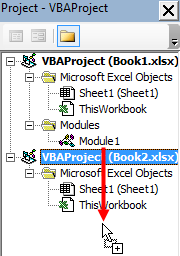 Project - VBAProject
VBAProject (Book1.xlsx)
Microsoft Excel Objects
Sheet1 (Sheet1)
ThisWorkbook
Modules
Module1
VBAProject (Book2.xlsx)
Microsoft Excel Objects
Sheet1 (Sheet1)
ThisWorkbook